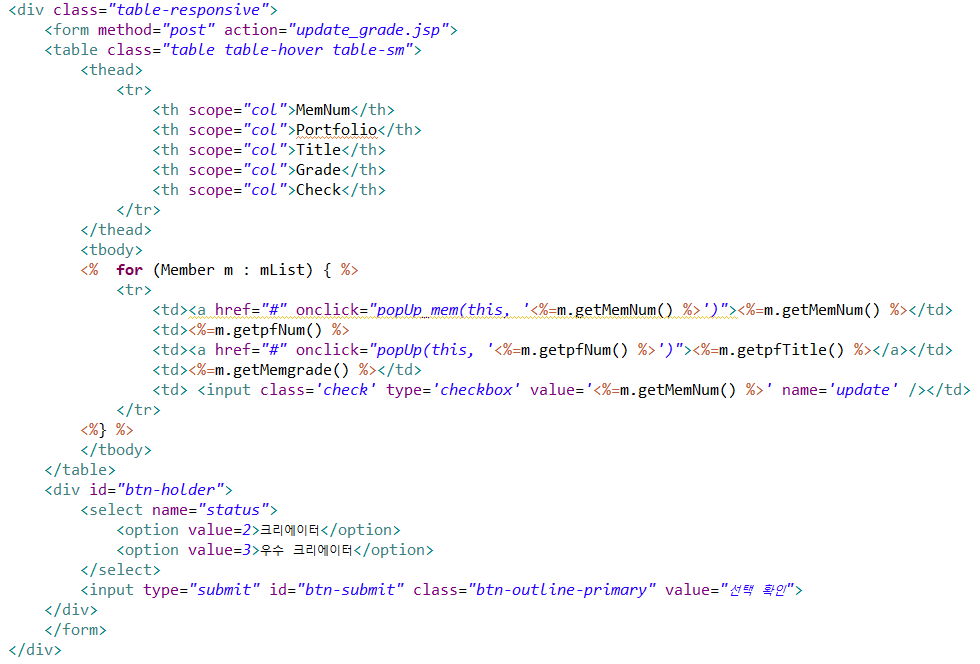 <div class="table-responsive">
<form method="post" action="update_grade.jsp">
<table class="table table-hover table-sm">
<thead>
<tr>
<th scope="col">MemNum</th>
<th scope="col">Portfolio</th>
<th scope="col">Title</th>
<th scope="col">Grade</th>
<th scope="col">Check</th>
</tr>
</thead>
<tbody>
<%  for (Member m : mList) { %>
<tr>
<td><a href="#" onclick="popUp_mem(this, '<%=m.getMemNum() %>')"><%=m.getMemNum() %></td>
<td><%=m.getpfNum() %>
<td><a href="#" onclick="popUp(this, '<%=m.getpfNum() %>')"><%=m.getpfTitle() %></a></td>
<td><%=m.getMemgrade() %></td>
<td> <input class='check' type='checkbox' value='<%=m.getMemNum() %>' name='update' /></td>
</tr>
<%} %>
</tbody>
</table>
<div id="btn-holder">
<select name="status">
<option value=2>크리에이터</option>
<option value=3>우수 크리에이터</option>
</select>
<input type="submit" id="btn-submit" class="btn-outline-primary" value="선택 확인">
</div>
</form>
</div>